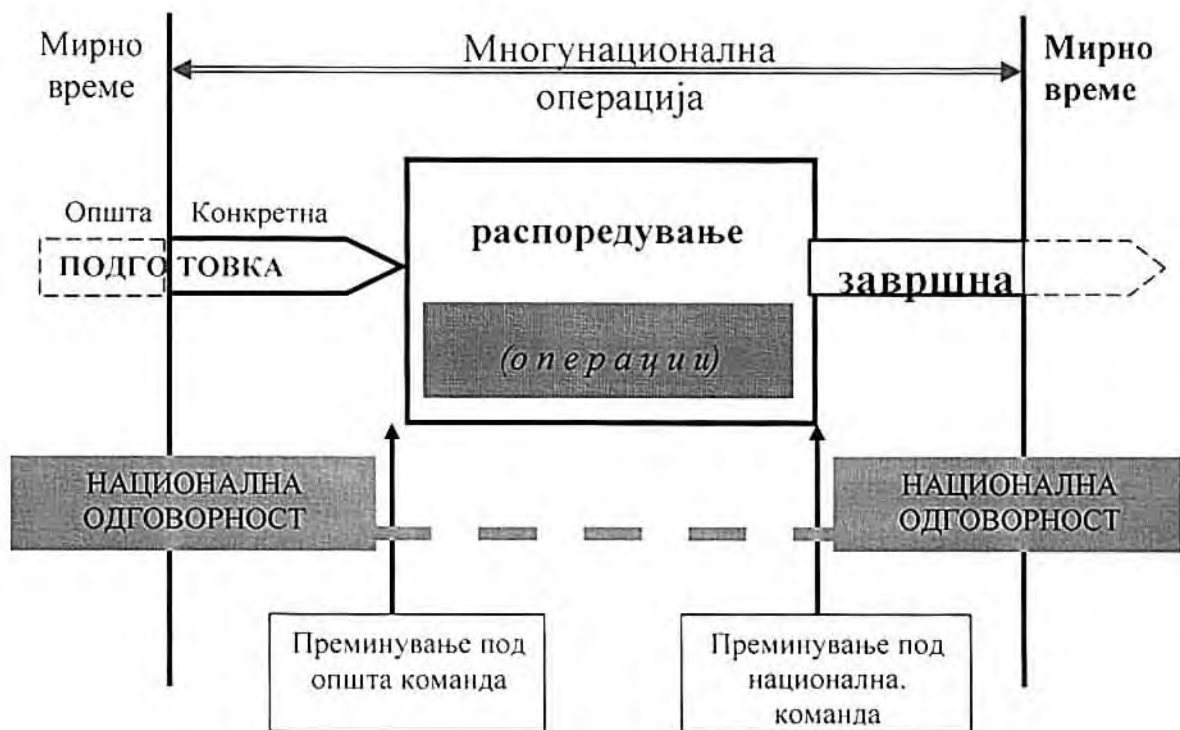 Мирно
време
Многунационална
операција
Мирно
време
Општа
Конкретна
ПОДГОТОВКА
распоредување
(операции)
завршна
НАЦИОНАЛНА
ОДГОВОРНОСТ
НАЦИОНАЛНА
ОДГОВОРНОСТ
Преминување под
општа команда
Преминување под
национална.
команда